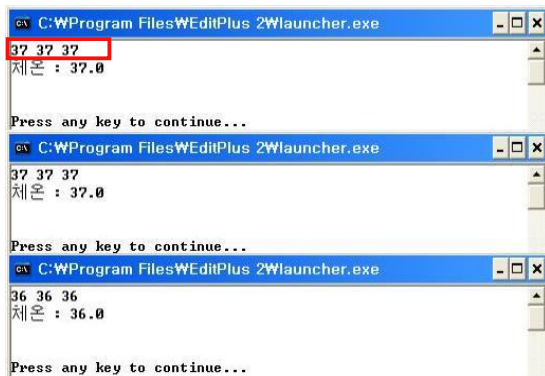 C:₩Program Files₩EditPlus 2₩launcher.exe
37 37 37
체온 : 37.0
Press any key to continue...
C:₩Program Files₩EditPlus 2₩launcher.exe
37 37 37
체온 : 37.0
Press any key to continue...
C:₩Program Files₩EditPlus 2₩launcher.exe
36 36 36
체온 : 36.0
Press any key to continue...